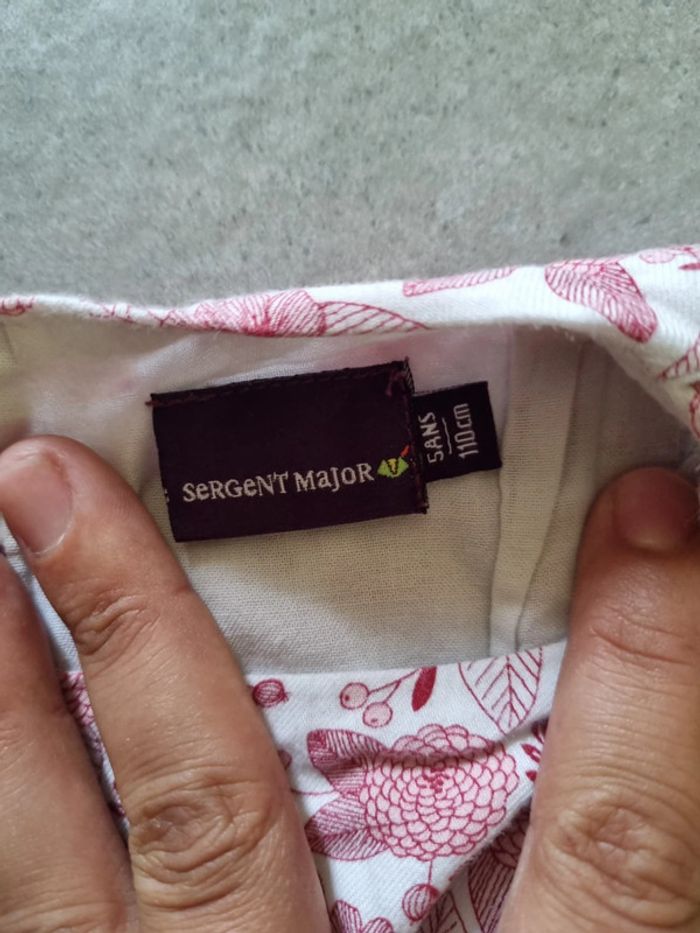 SeRGeNT MaJoR
5ANS
110cm